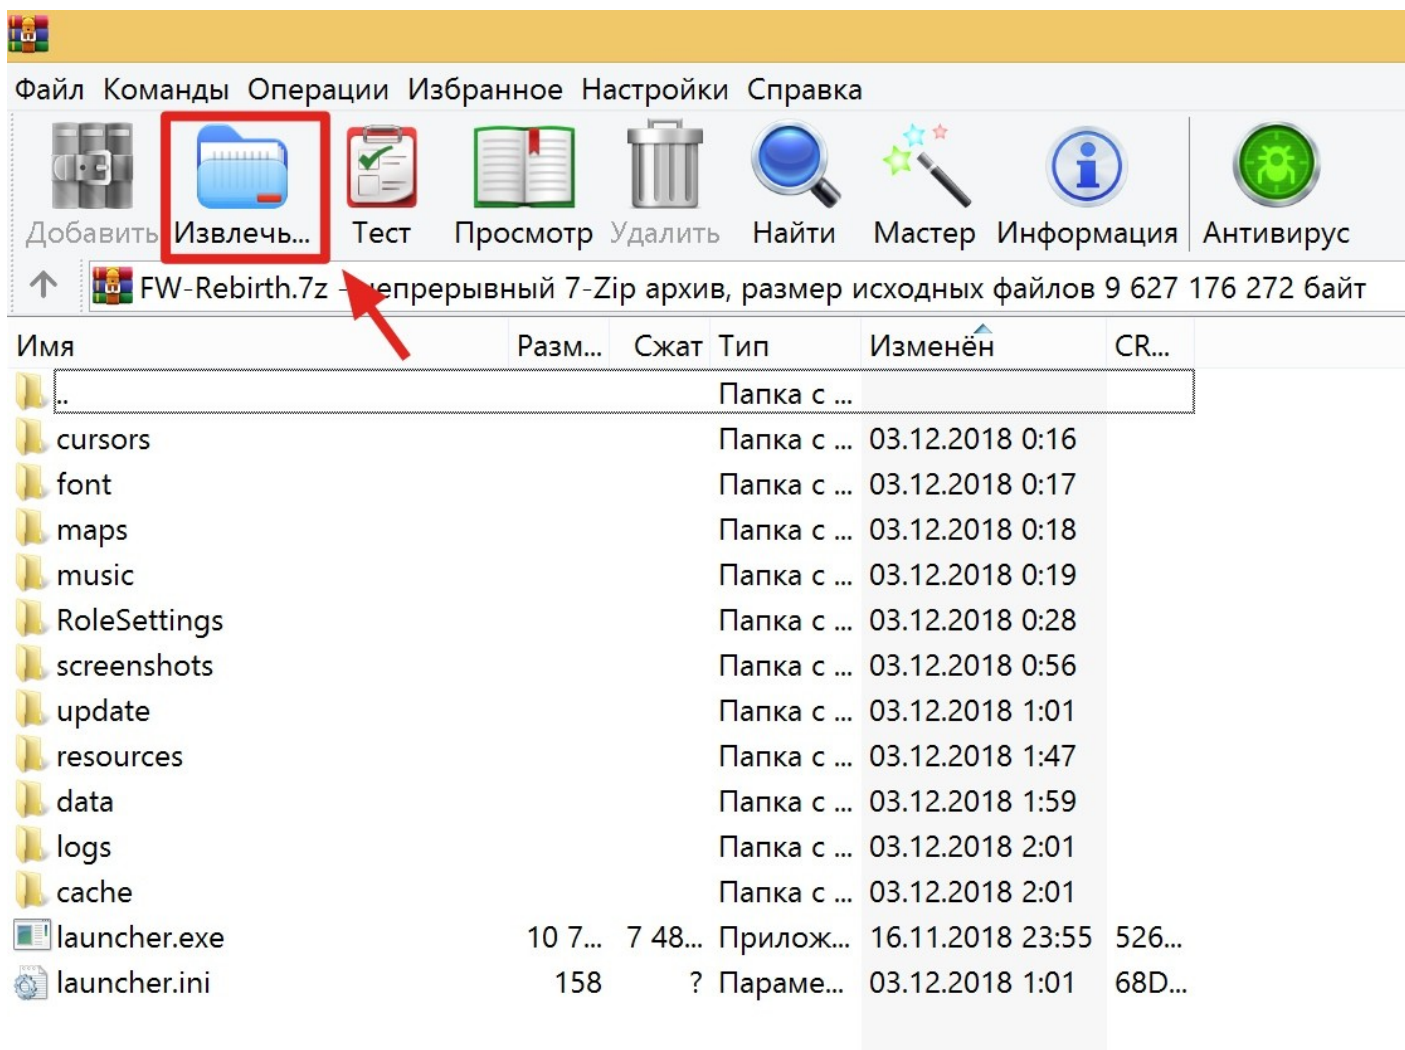 Файл Команды Операции Избранное Настройки Справка
Добавить Извлечь... Тест Просмотр Удалить Найти Мастер Информация Антивирус
FW-Rebirth.7z - непрерывный 7-Zip архив, размер исходных файлов 9 627 176 272 байт
Имя Разм... Сжат Тип Изменён CR...
.. Папка с ...
cursors Папка с ... 03.12.2018 0:16
font Папка с ... 03.12.2018 0:17
maps Папка с ... 03.12.2018 0:18
music Папка с ... 03.12.2018 0:19
RoleSettings Папка с ... 03.12.2018 0:28
screenshots Папка с ... 03.12.2018 0:56
update Папка с ... 03.12.2018 1:01
resources Папка с ... 03.12.2018 1:47
data Папка с ... 03.12.2018 1:59
logs Папка с ... 03.12.2018 2:01
cache Папка с ... 03.12.2018 2:01
launcher.exe 10 7... 7 48... Прилож... 16.11.2018 23:55 526...
launcher.ini 158 ? Параме... 03.12.2018 1:01 68D...